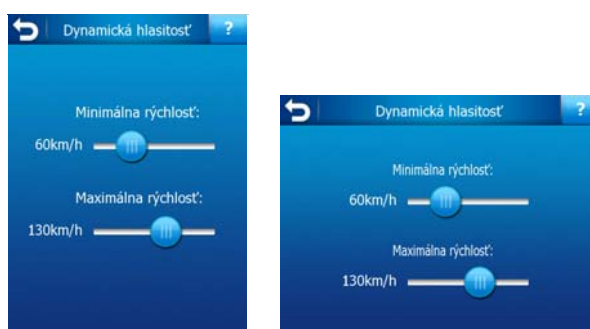 Dynamická hlasitosť ?
Minimálna rýchlosť:
60km/h
Maximálna rýchlosť:
130km/h
Dynamická hlasitosť ?
Minimálna rýchlosť:
60km/h
Maximálna rýchlosť:
130km/h